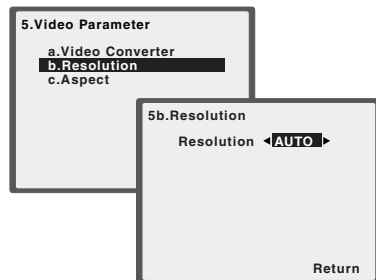 5.Video Parameter
a.Video Converter
b.Resolution
c.Aspect
5b.Resolution
Resolution ◄AUTO►
Return